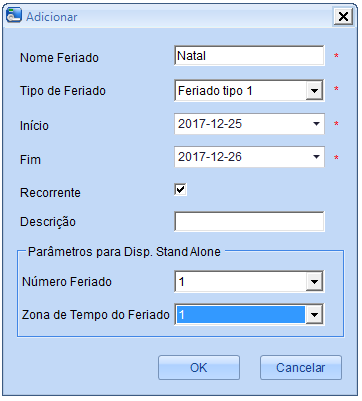 Adicionar
Nome Feriado Natal *
Tipo de Feriado Feriado tipo 1 *
Início 2017-12-25 *
Fim 2017-12-26 *
Recorrente
Descrição
Parâmetros para Disp. Stand Alone
Número Feriado 1
Zona de Tempo do Feriado 1
OK Cancelar